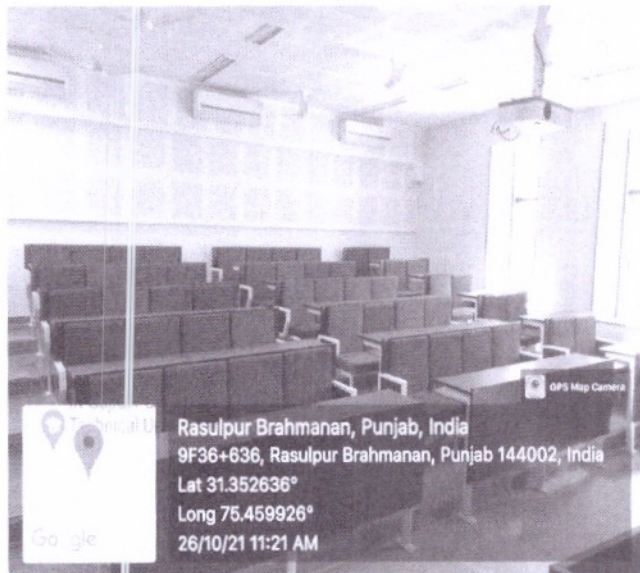 GPS Map Camera
Technical U
Google
Rasulpur Brahmanan, Punjab, India
9F36+636, Rasulpur Brahmanan, Punjab 144002, India
Lat 31.352636°
Long 75.459926°
26/10/21 11:21 AM